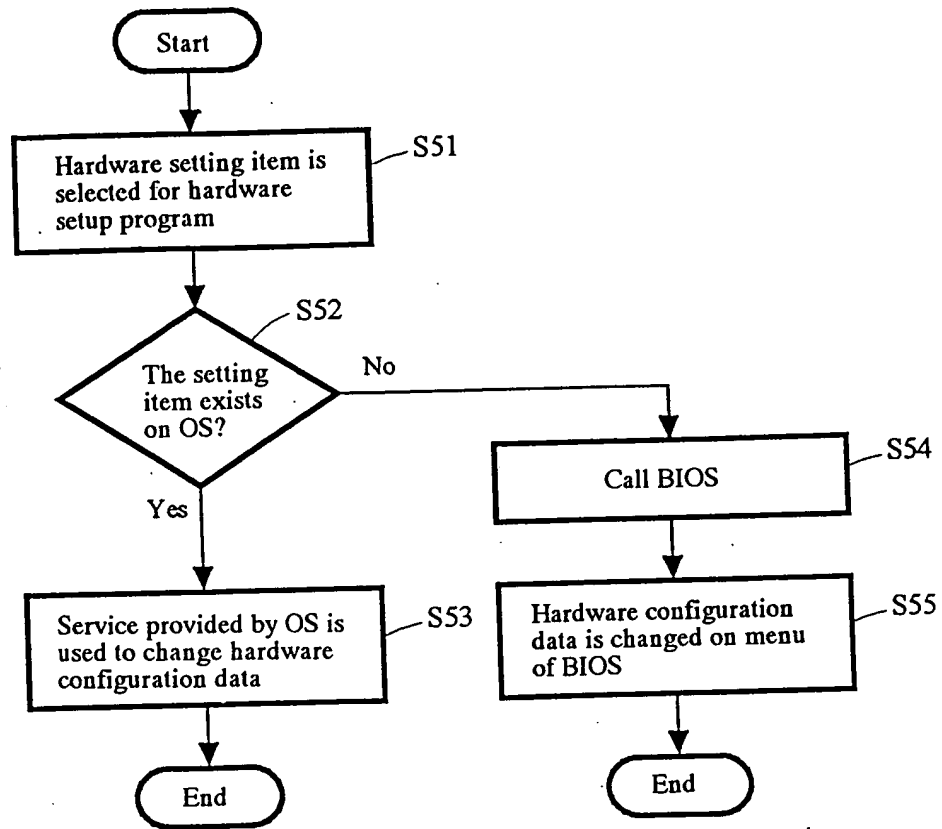 Start
Hardware setting item is
selected for hardware
setup program
S51
The setting
item exists
on OS?
S52
No
Yes
Call BIOS
S54
Service provided by OS is
used to change hardware
configuration data
S53
Hardware configuration
data is changed on menu
of BIOS
S55
End
End